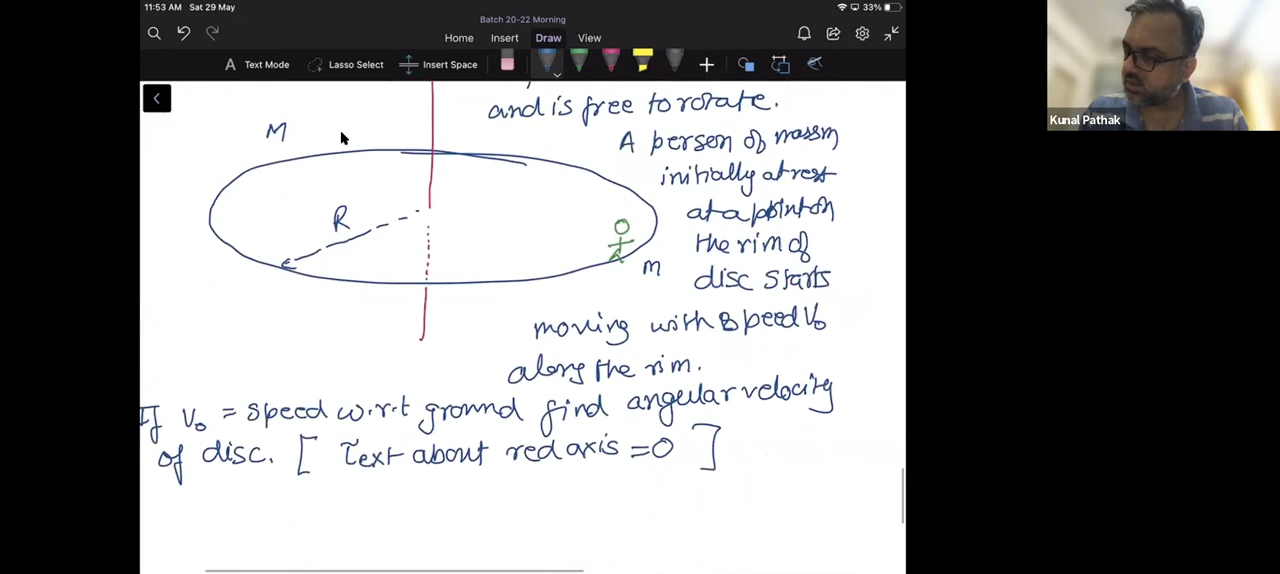 11:53 AM Sat 29 May
33%
Batch 20-22 Morning
Home Insert Draw View
A Text Mode Lasso Select Insert Space
Kunal Pathak
and is free to rotate.
M
A person of mass m
initially at rest
at a point on
R
the rim of
m
disc starts
moving with speed V₀
along the rim.
If V₀ = speed w.r.t ground find angular velocity
of disc. [ τext about red axis = 0 ]